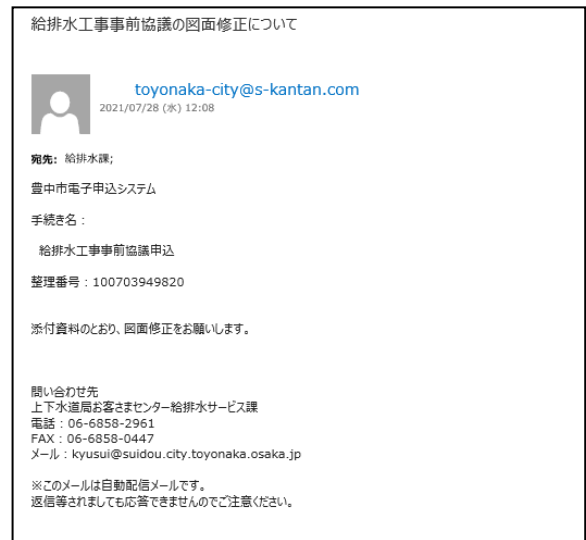 給排水工事事前協議の図面修正について
toyonaka-city@s-kantan.com
2021/07/28 (水) 12:08
宛先: 給排水課;
豊中市電子申込システム
手続き名：
給排水工事事前協議申込
整理番号：100703949820
添付資料のとおり、図面修正をお願いします。
問い合わせ先
上下水道局お客さまセンター給排水サービス課
電話：06-6858-2961
FAX：06-6858-0447
メール：kyusui@suidou.city.toyonaka.osaka.jp
※このメールは自動配信メールです。
返信等されましても応答できませんのでご注意ください。